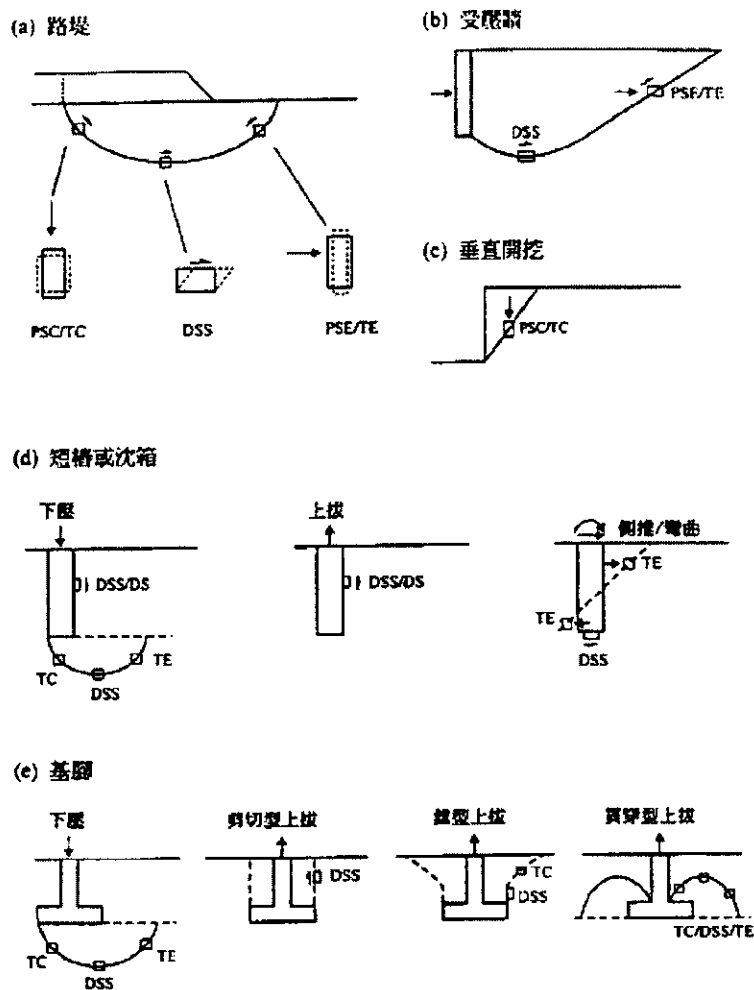 (a) 路堤
PSC/TC
DSS
PSE/TE
(b) 受壓牆
DSS
PSE/TE
(c) 垂直開挖
PSC/TC
(d) 短樁或沈箱
下壓
DSS/DS
TC
DSS
TE
上拔
DSS/DS
側推/彎曲
TE
TE
DSS
(e) 基腳
下壓
TC
DSS
TE
剪切型上拔
DSS
錐型上拔
TC
DSS
貫穿型上拔
TC/DSS/TE